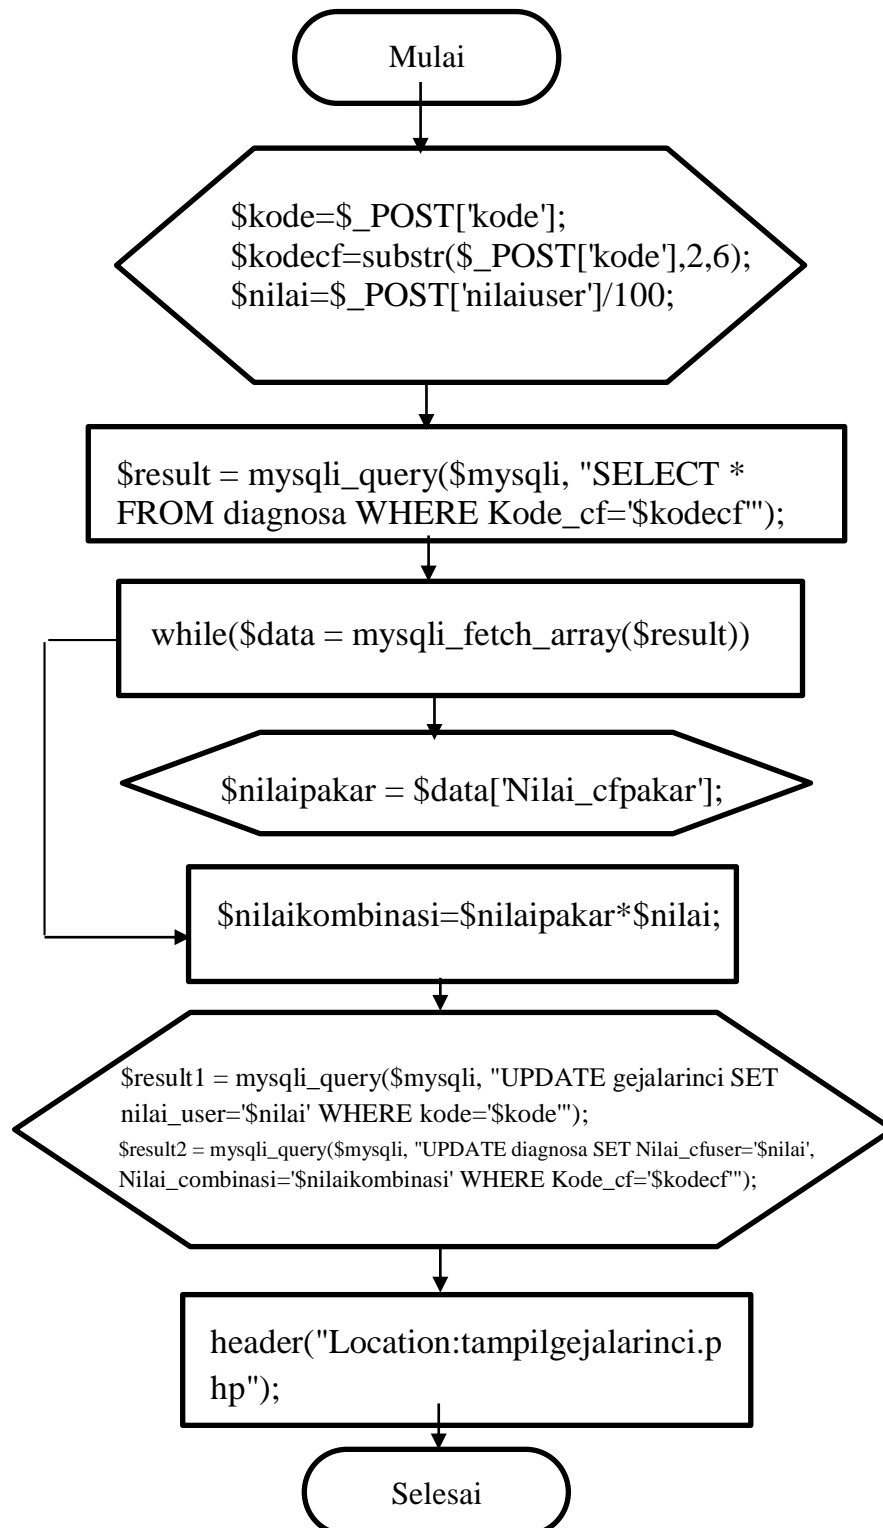 Mulai
$kode=$_POST['kode'];
$kodecf=substr($_POST['kode'],2,6);
$nilai=$_POST['nilaiuser']/100;
$result = mysqli_query($mysqli, "SELECT *
FROM diagnosa WHERE Kode_cf='$kodecf'");
while($data = mysqli_fetch_array($result))
$nilaipakar = $data['Nilai_cfpakar'];
$nilaikombinasi=$nilaipakar*$nilai;
$result1 = mysqli_query($mysqli, "UPDATE gejalarinci SET
nilai_user='$nilai' WHERE kode='$kode'");
$result2 = mysqli_query($mysqli, "UPDATE diagnosa SET Nilai_cfuser='$nilai',
Nilai_combinasi='$nilaikombinasi' WHERE Kode_cf='$kodecf'");
header("Location:tampilgejalarinci.p
hp");
Selesai